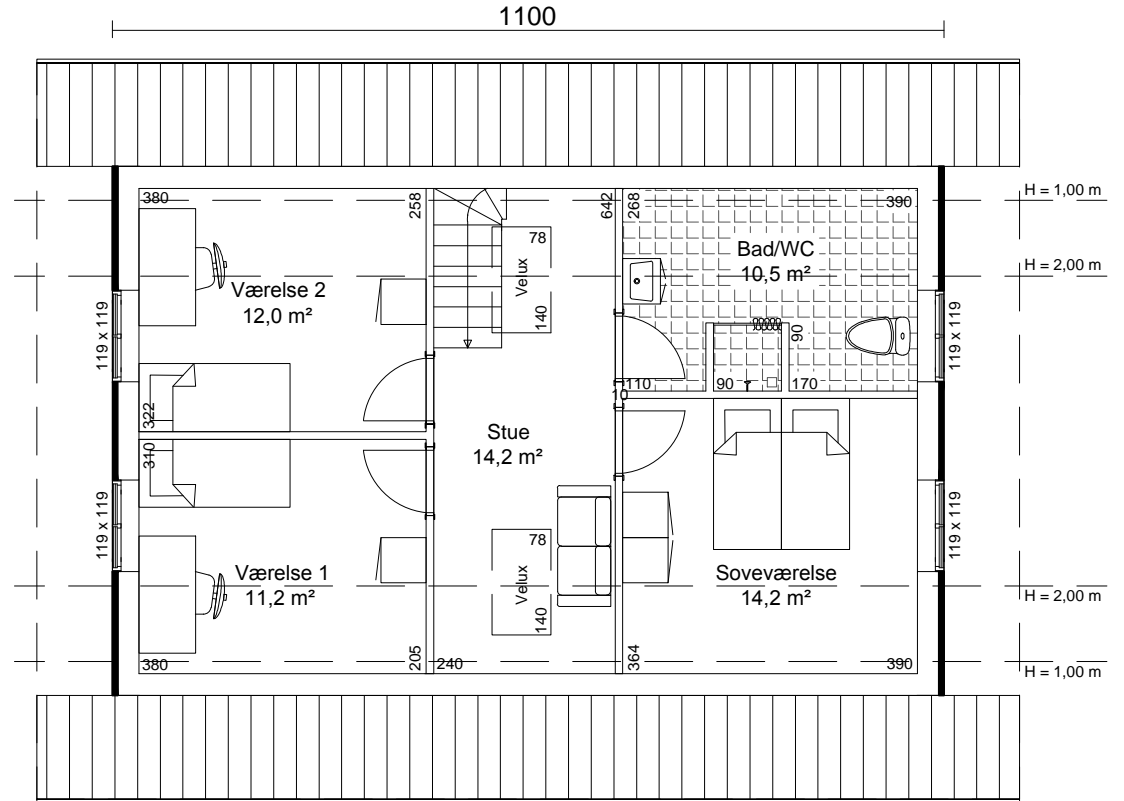 1100
H = 1,00 m
380
258
642
268
390
78
Velux
140
Bad/WC
10,5 m²
H = 2,00 m
Værelse 2
12,0 m²
119 x 119
119 x 119
90
322
110
90
170
10
310
Stue
14,2 m²
119 x 119
119 x 119
78
Velux
140
Værelse 1
11,2 m²
Soveværelse
14,2 m²
H = 2,00 m
380
205
240
364
390
H = 1,00 m